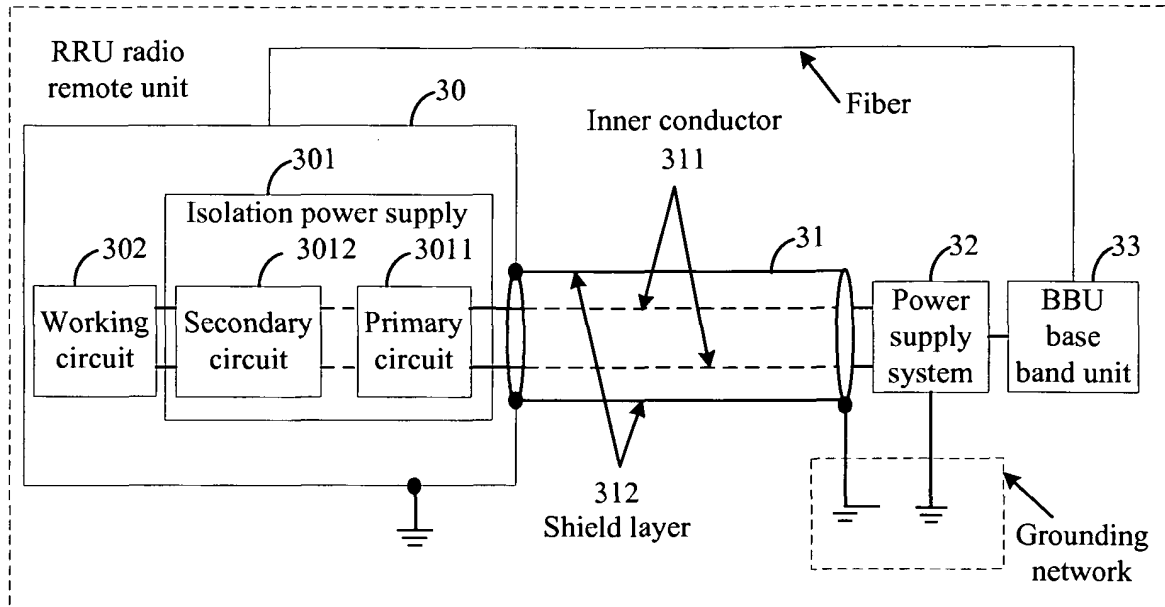 RRU radio
remote unit
30
Fiber
Inner conductor
311
301
Isolation power supply
302
3012
3011
31
32
33
Working
circuit
Secondary
circuit
Primary
circuit
Power
supply
system
BBU
base
band unit
312
Shield layer
Grounding
network